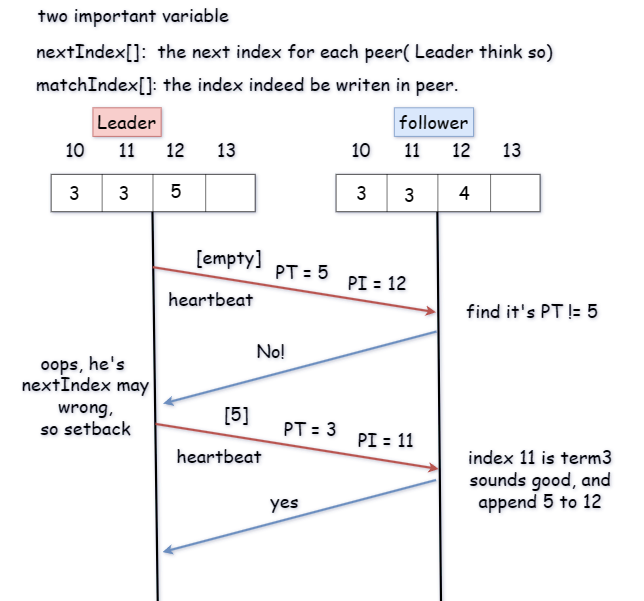 two important variable
nextIndex[]: the next index for each peer( Leader think so)
matchIndex[]: the index indeed be writen in peer.
Leader
follower
10 11 12 13
10 11 12 13
3 3 5
3 3 4
[empty]
PT = 5
PI = 12
heartbeat
find it's PT != 5
No!
oops, he's
nextIndex may
wrong,
so setback
[5]
PT = 3
PI = 11
heartbeat
index 11 is term3
sounds good, and
append 5 to 12
yes